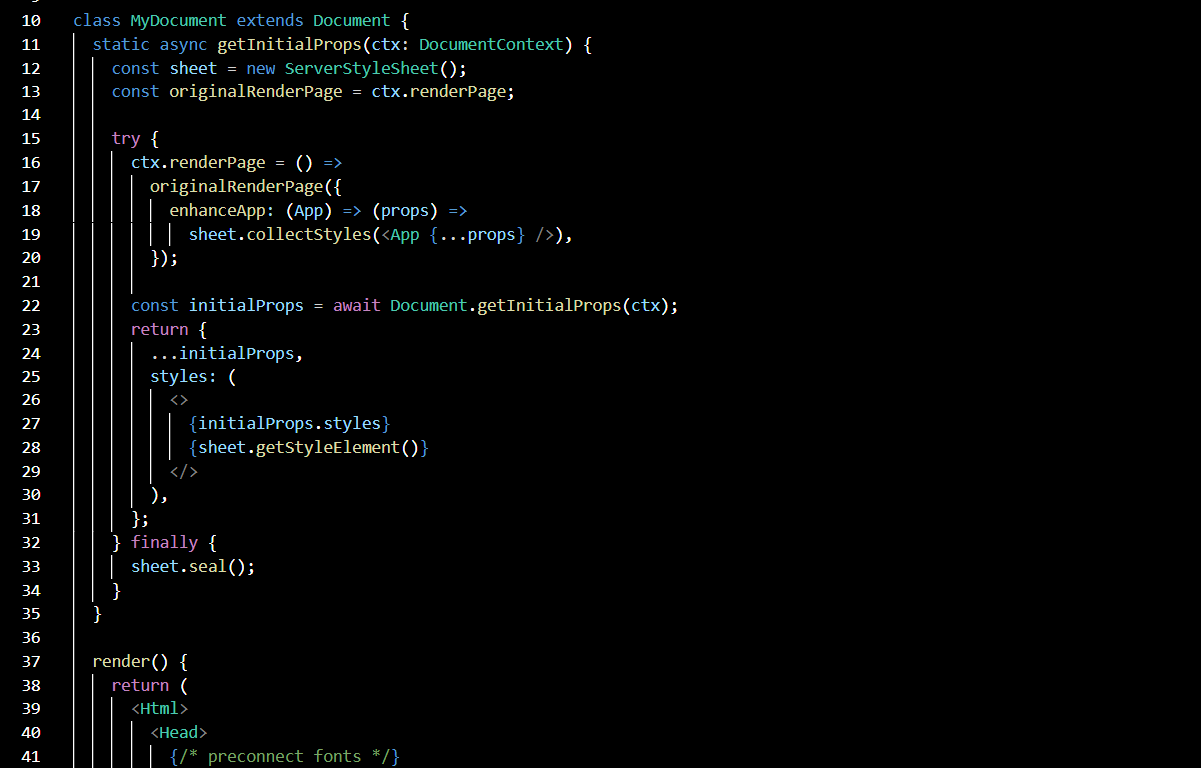 10 class MyDocument extends Document {
11 static async getInitialProps(ctx: DocumentContext) {
12 const sheet = new ServerStyleSheet();
13 const originalRenderPage = ctx.renderPage;
14
15 try {
16 ctx.renderPage = () =>
17 originalRenderPage({
18 enhanceApp: (App) => (props) =>
19 sheet.collectStyles(<App {...props} />),
20 });
21
22 const initialProps = await Document.getInitialProps(ctx);
23 return {
24 ...initialProps,
25 styles: (
26 <>
27 {initialProps.styles}
28 {sheet.getStyleElement()}
29 </>
30 ),
31 };
32 } finally {
33 sheet.seal();
34 }
35 }
36
37 render() {
38 return (
39 <Html>
40 <Head>
41 {/* preconnect fonts */}